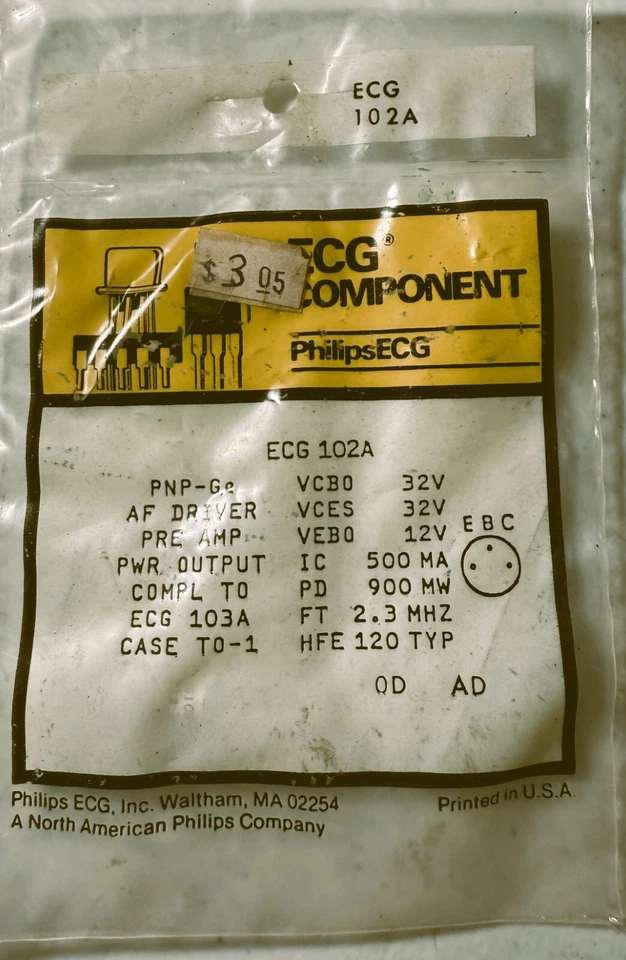 ECG
102A
$3 05
ECG®
COMPONENT
PhilipsECG
ECG 102A
PNP-Ge VCBO 32V
AF DRIVER VCES 32V
PRE AMP VEBO 12V
E B C
PWR OUTPUT IC 500 MA
COMPL TO PD 900 MW
ECG 103A FT 2.3 MHZ
CASE TO-1 HFE 120 TYP
OD AD
Philips ECG, Inc. Waltham, MA 02254
A North American Philips Company
Printed in U.S.A.